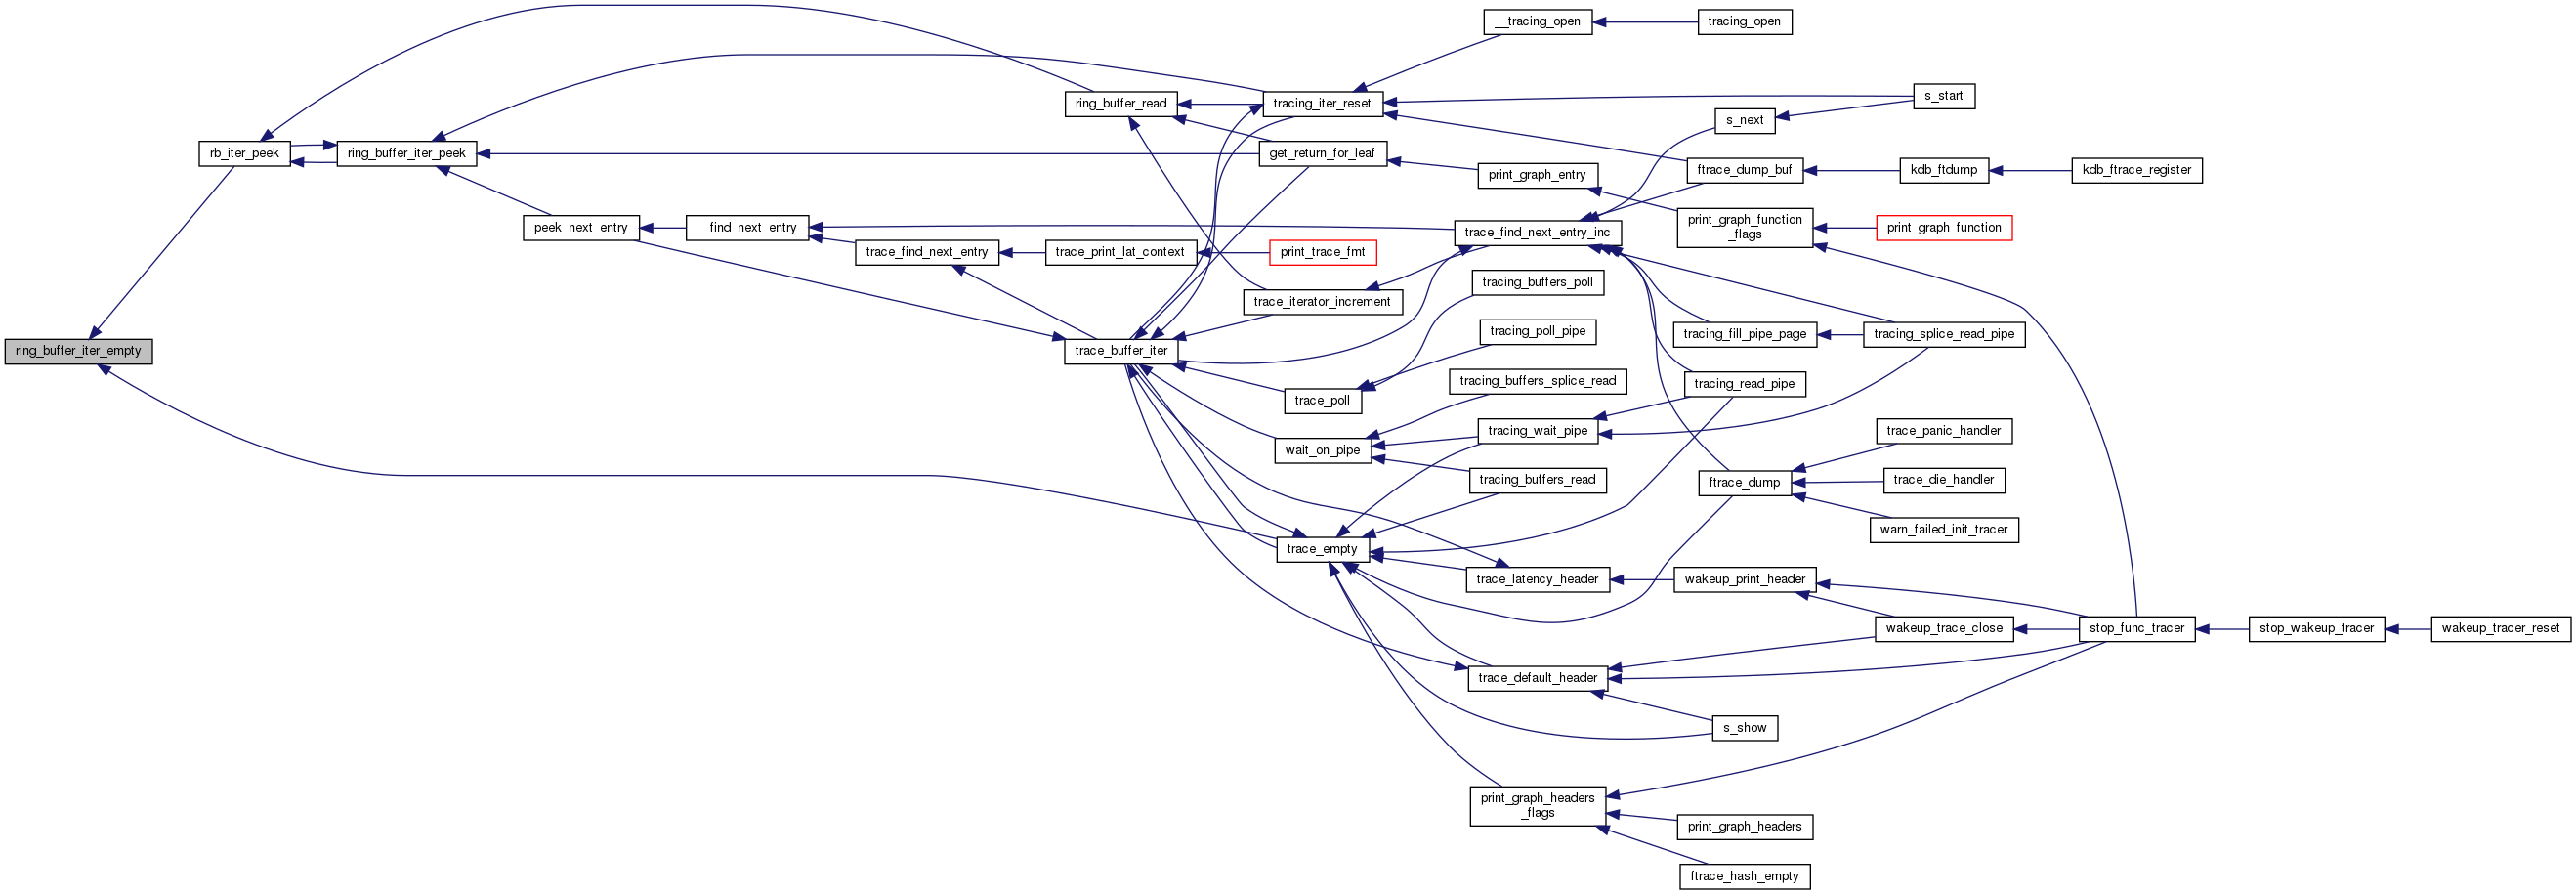 __tracing_open
tracing_open
ring_buffer_read
tracing_iter_reset
s_start
s_next
rb_iter_peek
ring_buffer_iter_peek
get_return_for_leaf
print_graph_entry
ftrace_dump_buf
kdb_ftdump
kdb_ftrace_register
peek_next_entry
__find_next_entry
trace_find_next_entry_inc
print_graph_function
_flags
print_graph_function
trace_find_next_entry
trace_print_lat_context
print_trace_fmt
tracing_buffers_poll
trace_iterator_increment
tracing_poll_pipe
tracing_fill_pipe_page
tracing_splice_read_pipe
ring_buffer_iter_empty
trace_buffer_iter
tracing_buffers_splice_read
tracing_read_pipe
trace_poll
tracing_wait_pipe
trace_panic_handler
wait_on_pipe
tracing_buffers_read
ftrace_dump
trace_die_handler
warn_failed_init_tracer
trace_empty
trace_latency_header
wakeup_print_header
wakeup_trace_close
stop_func_tracer
stop_wakeup_tracer
wakeup_tracer_reset
trace_default_header
s_show
print_graph_headers
_flags
print_graph_headers
ftrace_hash_empty